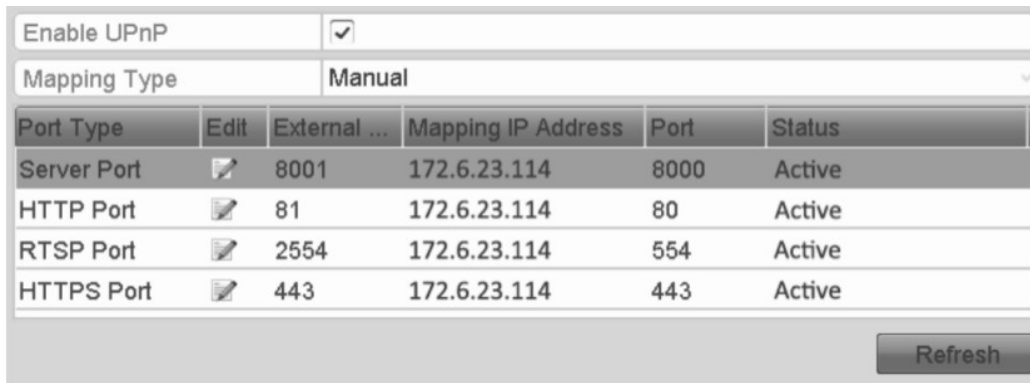 Enable UPnP
Mapping Type Manual
Port Type Edit External ... Mapping IP Address Port Status
Server Port 8001 172.6.23.114 8000 Active
HTTP Port 81 172.6.23.114 80 Active
RTSP Port 2554 172.6.23.114 554 Active
HTTPS Port 443 172.6.23.114 443 Active
Refresh